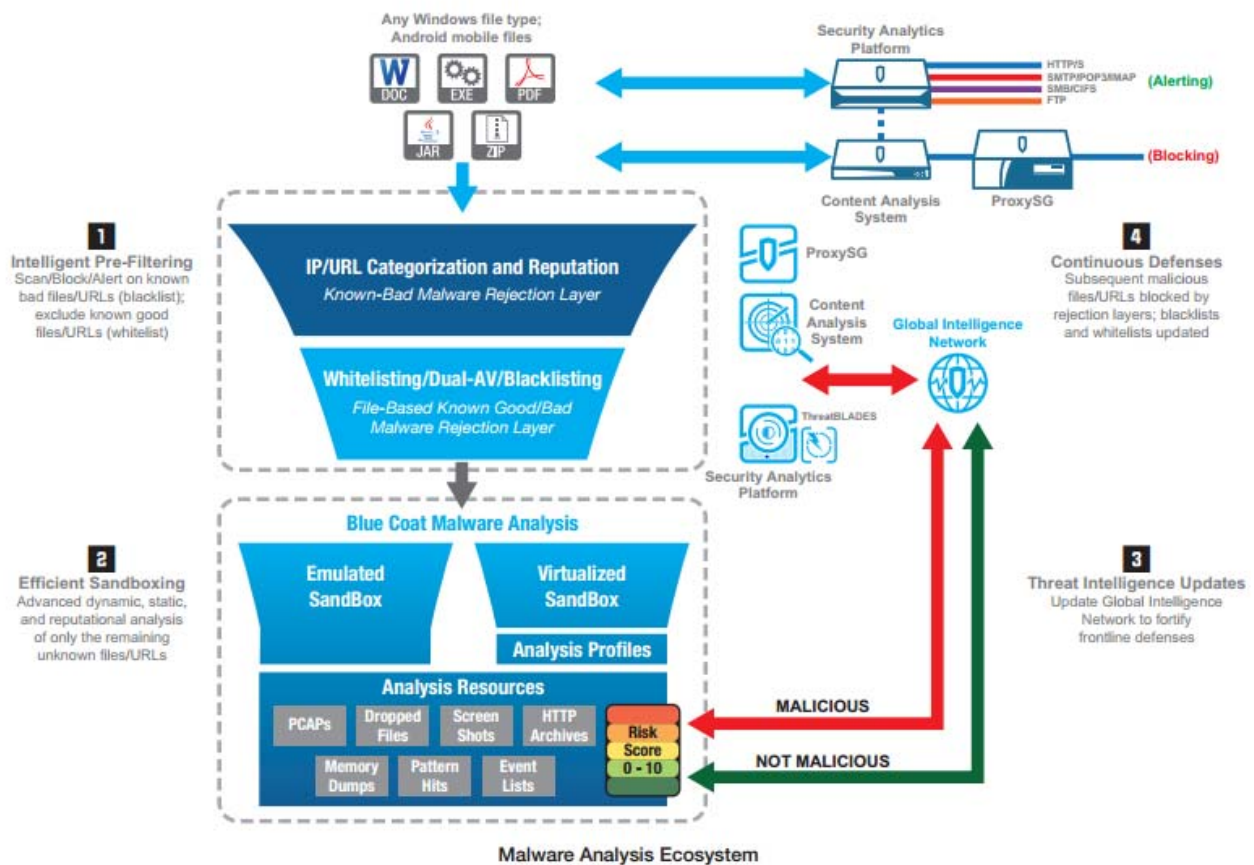 Any Windows file type;
Android mobile files
DOC
EXE
PDF
JAR
ZIP
Security Analytics
Platform
HTTP/S
SMTP/POP3/IMAP
SMB/CIFS
FTP
(Alerting)
(Blocking)
Content Analysis
System
ProxySG
1
Intelligent Pre-Filtering
Scan/Block/Alert on known
bad files/URLs (blacklist);
exclude known good
files/URLs (whitelist)
IP/URL Categorization and Reputation
Known-Bad Malware Rejection Layer
Whitelisting/Dual-AV/Blacklisting
File-Based Known Good/Bad
Malware Rejection Layer
ProxySG
Content
Analysis
System
ThreatBLADES
Security Analytics
Platform
Global Intelligence
Network
4
Continuous Defenses
Subsequent malicious
files/URLs blocked by
rejection layers; blacklists
and whitelists updated
2
Efficient Sandboxing
Advanced dynamic, static,
and reputational analysis
of only the remaining
unknown files/URLs
Blue Coat Malware Analysis
Emulated
SandBox
Virtualized
SandBox
Analysis Profiles
Analysis Resources
PCAPs
Dropped
Files
Screen
Shots
HTTP
Archives
Memory
Dumps
Pattern
Hits
Event
Lists
Risk
Score
0 - 10
MALICIOUS
NOT MALICIOUS
3
Threat Intelligence Updates
Update Global Intelligence
Network to fortify
frontline defenses
Malware Analysis Ecosystem